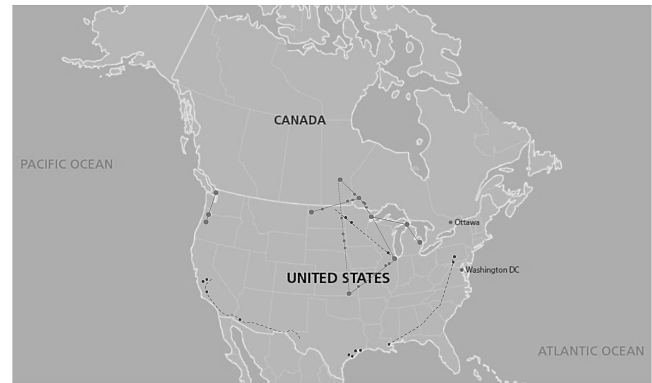 CANADA
PACIFIC OCEAN
Ottawa
Washington DC
UNITED STATES
ATLANTIC OCEAN